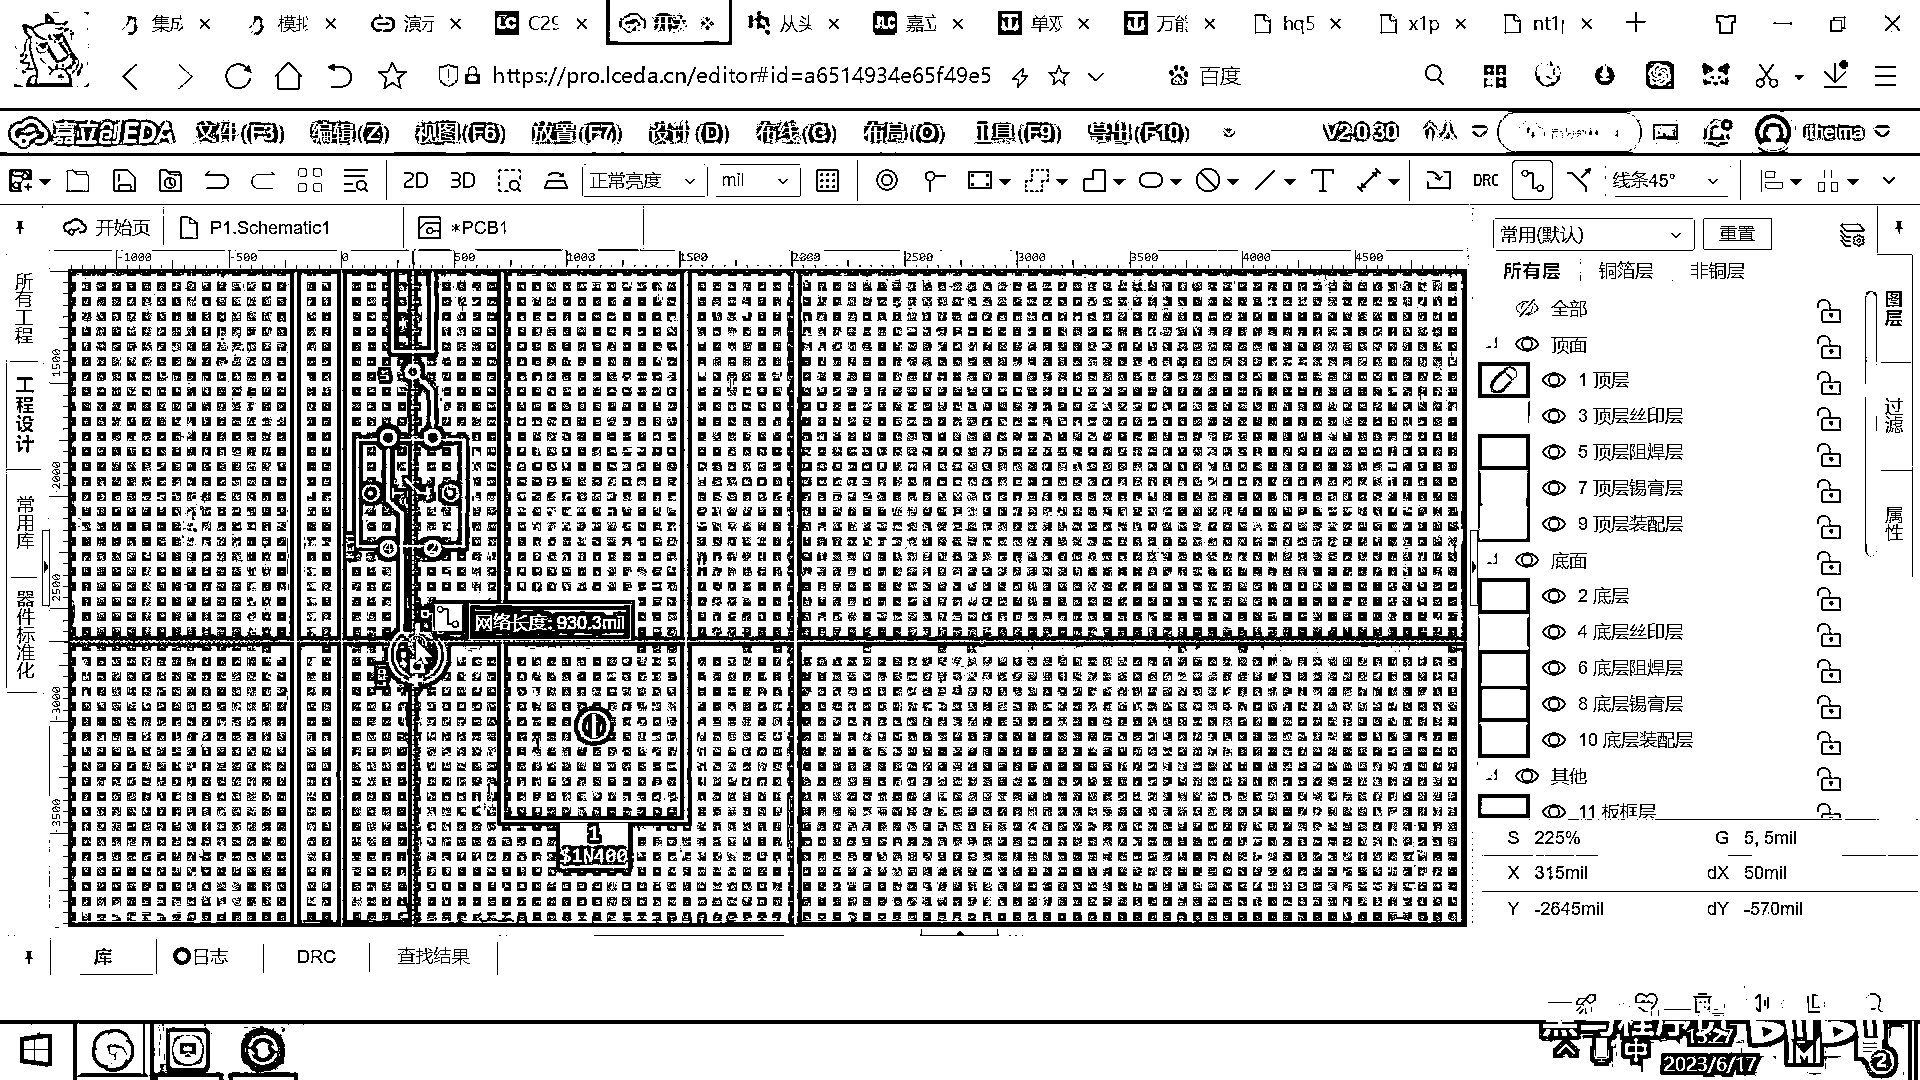 集成 模拟 演示 C29 从头 嘉立 单双 万能 hq5 x1p nt1p
https://pro.lceda.cn/editor#id=a6514934e65f49e5 百度
嘉立创EDA 文件(F3) 编辑(Z) 视图(F6) 放置(F7) 设计(D) 布线(G) 布局(O) 工具(F9) 导出(F10) V2.0.30 个人 itheima
2D 3D 正常亮度 mil DRC 线条45°
开始页 P1.Schematic1 *PCB1
常用(默认) 重置
-1000 -500 0 500 1000 1500 2000 2500 3000 3500 4000 4500
所有层 铜箔层 非铜层
全部
顶面
1 顶层
3 顶层丝印层
5 顶层阻焊层
7 顶层锡膏层
9 顶层装配层
底面
2 底层
4 底层丝印层
6 底层阻焊层
8 底层锡膏层
10 底层装配层
其他
11 板框层
图层
过滤
属性
所有工程
工程设计
常用库
器件标准化
-1500
-2000
-2500
-3000
-3500
网络长度: 930.3mil
1
$1N400
S 225% G 5, 5mil
X 315mil dX 50mil
Y -2645mil dY -570mil
库 日志 DRC 查找结果
黑马程序员
中
15:27
2023/6/17
2